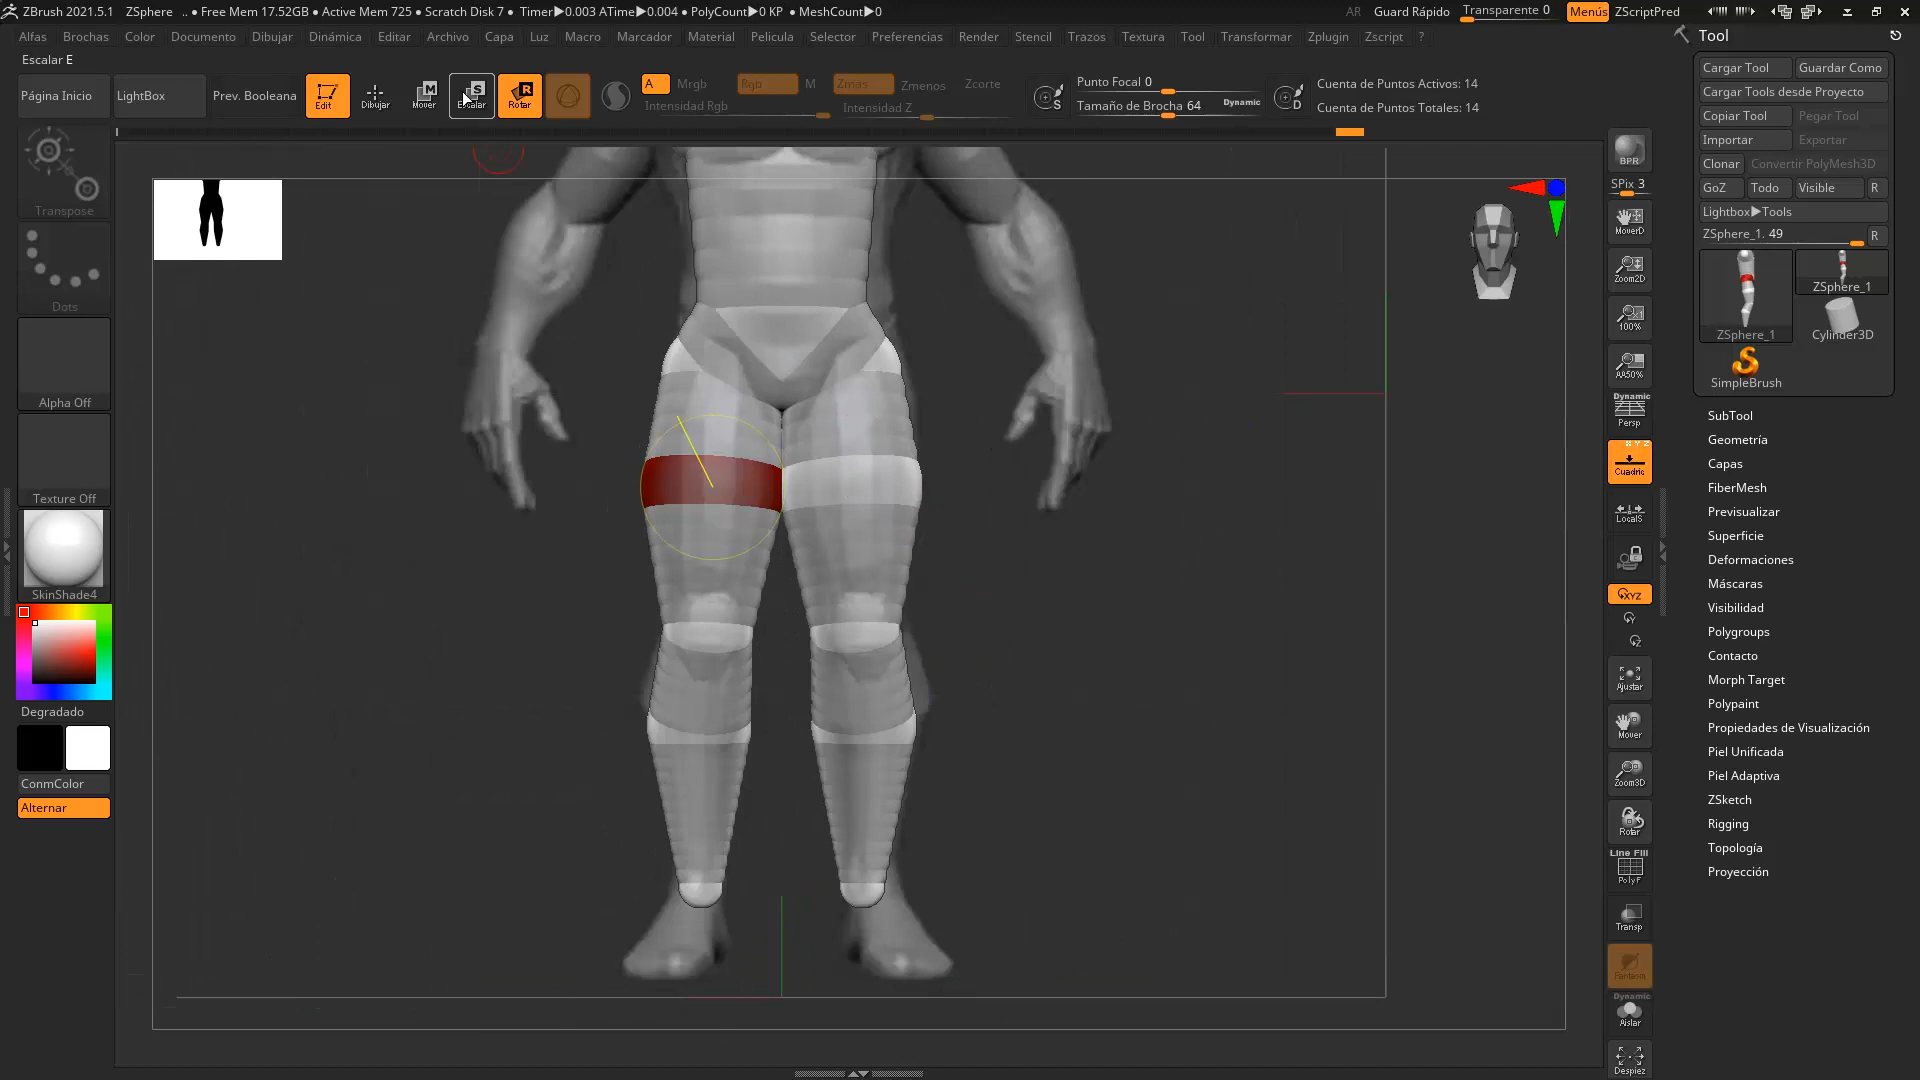 ZBrush 2021.5.1 ZSphere .. ● Free Mem 17.52GB ● Active Mem 725 ● Scratch Disk 7 ● Timer▶0.003 ATime▶0.004 ● PolyCount▶0 KP ● MeshCount▶0 AR Guard Rápido Transparente 0 Menús ZScriptPred
Alfas Brochas Color Documento Dibujar Dinámica Editar Archivo Capa Luz Macro Marcador Material Pelicula Selector Preferencias Render Stencil Trazos Textura Tool Transformar Zplugin Zscript ?
Escalar E
Página Inicio
LightBox
Prev. Booleana
Edit
Dibujar
Mover
Escalar
Rotar
A Mrgb Rgb M Zmas Zmenos Zcorte
Intensidad Rgb Intensidad Z
Punto Focal 0
Tamaño de Brocha 64 Dynamic
S
D
Cuenta de Puntos Activos: 14
Cuenta de Puntos Totales: 14
Transpose
Dots
Alpha Off
Texture Off
SkinShade4
Degradado
ConmColor
Alternar
BPR
SPix 3
MoverD
Zoom2D
100%
AA50%
Dynamic
Persp
X Y Z
Cuadric
LocalS
XYZ
Y
Z
Ajustar
Mover
Zoom3D
Rotar
Line Fill
PolyF
Transp
Fantasma
Dynamic
Aislar
Despiez
Tool
Cargar Tool Guardar Como
Cargar Tools desde Proyecto
Copiar Tool Pegar Tool
Importar Exportar
Clonar Convertir PolyMesh3D
GoZ Todo Visible R
Lightbox▶Tools
ZSphere_1. 49 R
ZSphere_1
ZSphere_1
Cylinder3D
SimpleBrush
SubTool
Geometría
Capas
FiberMesh
Previsualizar
Superficie
Deformaciones
Máscaras
Visibilidad
Polygroups
Contacto
Morph Target
Polypaint
Propiedades de Visualización
Piel Unificada
Piel Adaptiva
ZSketch
Rigging
Topología
Proyección